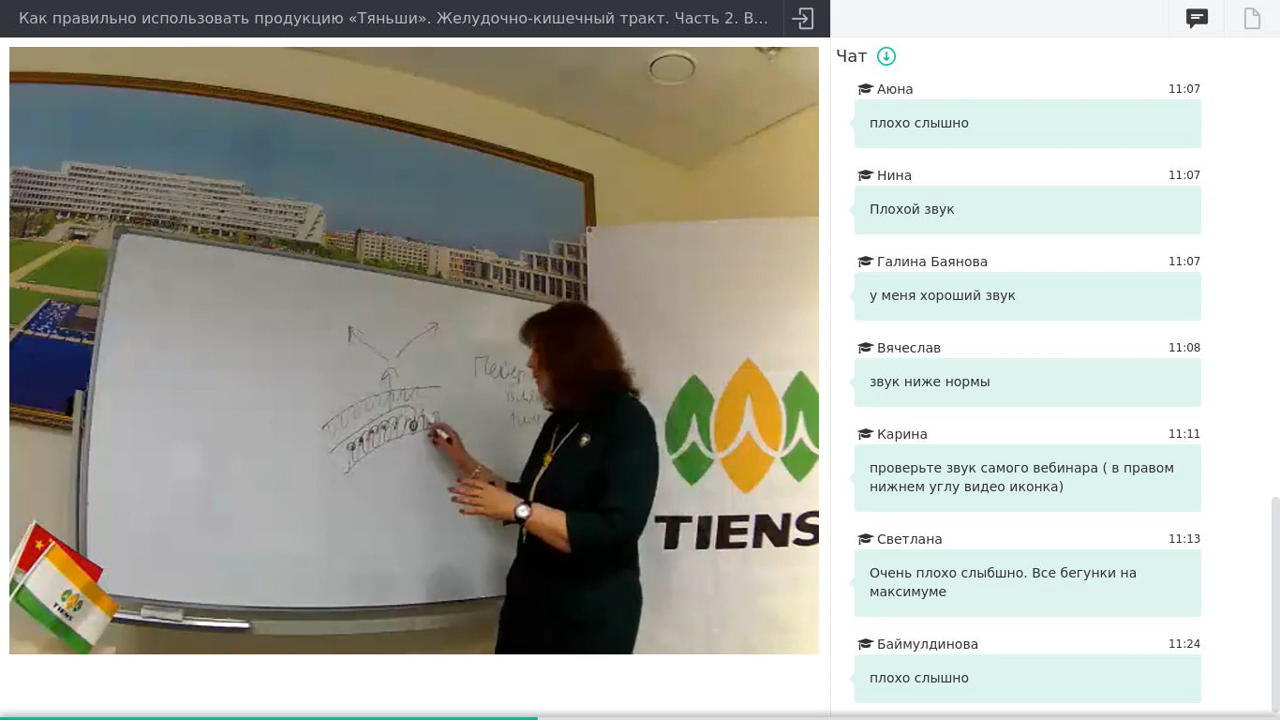 Как правильно использовать продукцию «Тяньши». Желудочно-кишечный тракт. Часть 2. В...
TIENS
TIENS
Чат
Аюна 11:07
плохо слышно
Нина 11:07
Плохой звук
Галина Баянова 11:07
у меня хороший звук
Вячеслав 11:08
звук ниже нормы
Карина 11:11
проверьте звук самого вебинара ( в правом
нижнем углу видео иконка)
Светлана 11:13
Очень плохо слыбшно. Все бегунки на
максимуме
Баймулдинова 11:24
плохо слышно